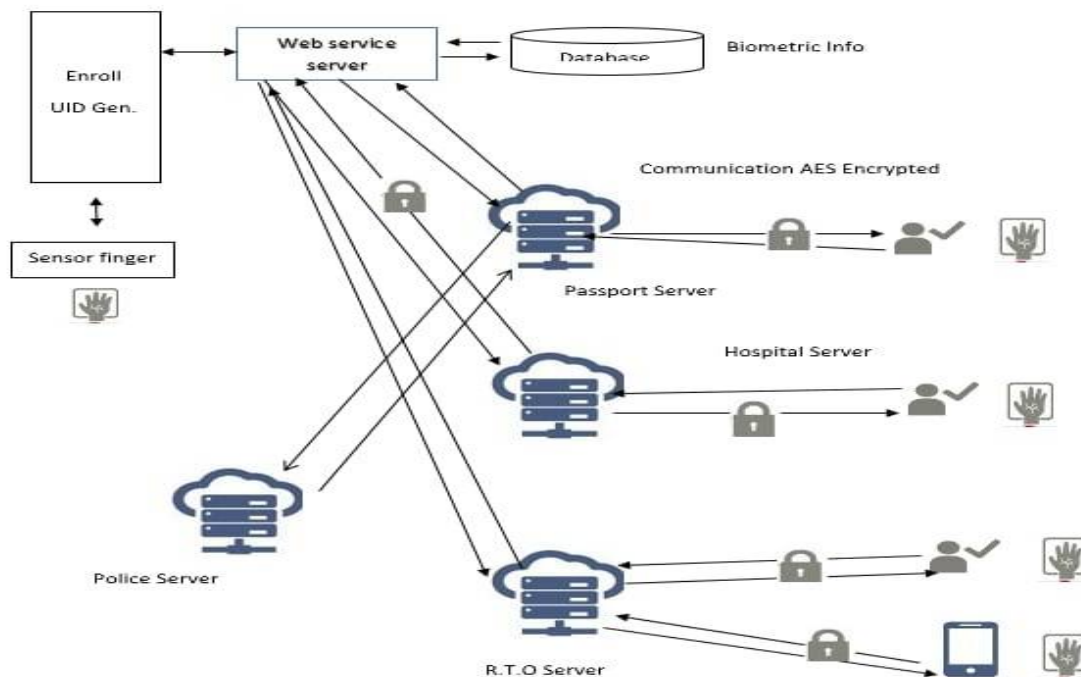 Web service
server
Database
Biometric Info
Enroll
UID Gen.
Communication AES Encrypted
Sensor finger
Passport Server
Hospital Server
Police Server
R.T.O Server